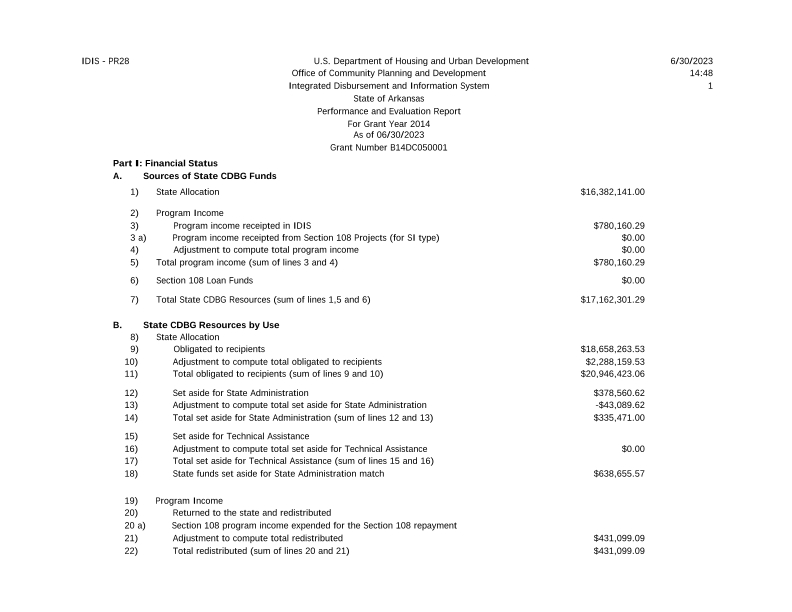 IDIS - PR28 U.S. Department of Housing and Urban Development 6/30/2023
Office of Community Planning and Development 14:48
Integrated Disbursement and Information System 1
State of Arkansas
Performance and Evaluation Report
For Grant Year 2014
As of 06/30/2023
Grant Number B14DC050001
Part I: Financial Status
A. Sources of State CDBG Funds
1) State Allocation $16,382,141.00
2) Program Income
3) Program income receipted in IDIS $780,160.29
3 a) Program income receipted from Section 108 Projects (for SI type) $0.00
4) Adjustment to compute total program income $0.00
5) Total program income (sum of lines 3 and 4) $780,160.29
6) Section 108 Loan Funds $0.00
7) Total State CDBG Resources (sum of lines 1,5 and 6) $17,162,301.29
B. State CDBG Resources by Use
8) State Allocation
9) Obligated to recipients $18,658,263.53
10) Adjustment to compute total obligated to recipients $2,288,159.53
11) Total obligated to recipients (sum of lines 9 and 10) $20,946,423.06
12) Set aside for State Administration $378,560.62
13) Adjustment to compute total set aside for State Administration -$43,089.62
14) Total set aside for State Administration (sum of lines 12 and 13) $335,471.00
15) Set aside for Technical Assistance
16) Adjustment to compute total set aside for Technical Assistance $0.00
17) Total set aside for Technical Assistance (sum of lines 15 and 16)
18) State funds set aside for State Administration match $638,655.57
19) Program Income
20) Returned to the state and redistributed
20 a) Section 108 program income expended for the Section 108 repayment
21) Adjustment to compute total redistributed $431,099.09
22) Total redistributed (sum of lines 20 and 21) $431,099.09